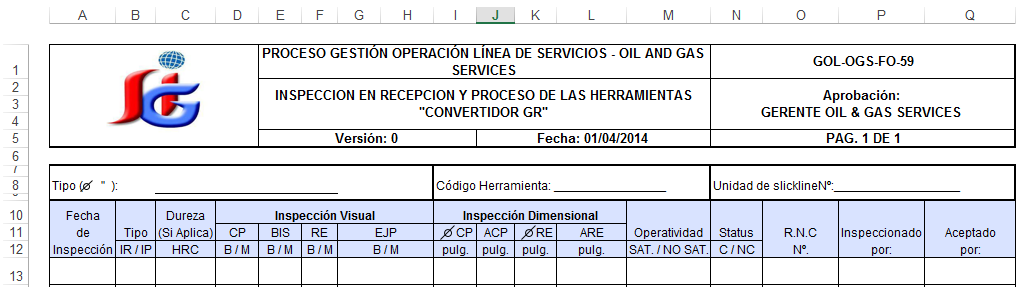 A B C D E F G H I J K L M N O P Q
1
PROCESO GESTIÓN OPERACIÓN LÍNEA DE SERVICIOS - OIL AND GAS
SERVICES
GOL-OGS-FO-59
2
3
4
INSPECCION EN RECEPCION Y PROCESO DE LAS HERRAMIENTAS
"CONVERTIDOR GR"
Aprobación:
GERENTE OIL & GAS SERVICES
5
Versión: 0
Fecha: 01/04/2014
PAG. 1 DE 1
6
7
8
Tipo (Ø " ): ____________________________
Código Herramienta: _________________
Unidad de slicklineNº:___________________
9
10
Fecha
de
Inspección
Tipo
IR / IP
Dureza
(Si Aplica)
HRC
Inspección Visual
Inspección Dimensional
11
CP BIS RE EJP
Ø CP ACP Ø RE ARE
12
B / M B / M B / M B / M
pulg. pulg. pulg. pulg.
Operatividad
SAT. / NO SAT.
Status
C / NC
R.N.C
Nº.
Inspeccionado
por:
Aceptado
por:
13